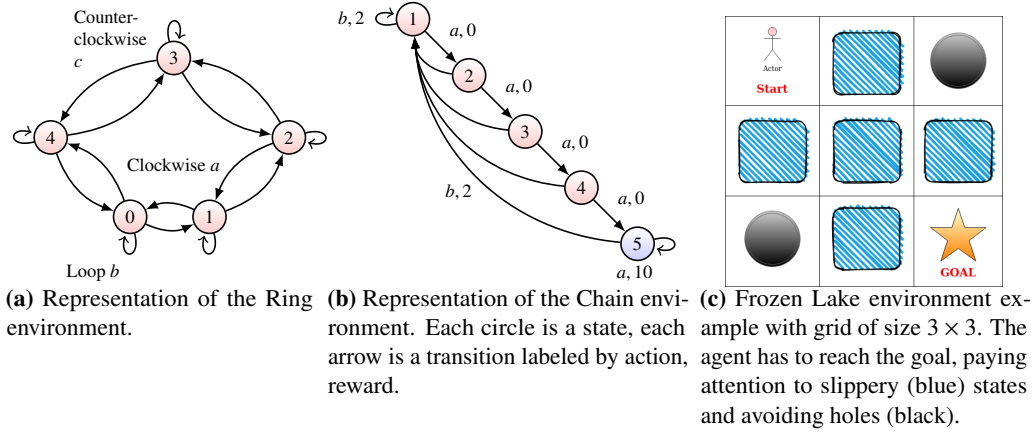 Counter-
clockwise
c
3
4
2
Clockwise a
0
1
Loop b
(a) Representation of the Ring
environment.
b, 2
1
a, 0
2
a, 0
3
a, 0
4
b, 2
a, 0
5
a, 10
(b) Representation of the Chain envi-
ronment. Each circle is a state, each
arrow is a transition labeled by action,
reward.
Actor
Start
GOAL
(c) Frozen Lake environment ex-
ample with grid of size 3 × 3. The
agent has to reach the goal, paying
attention to slippery (blue) states
and avoiding holes (black).